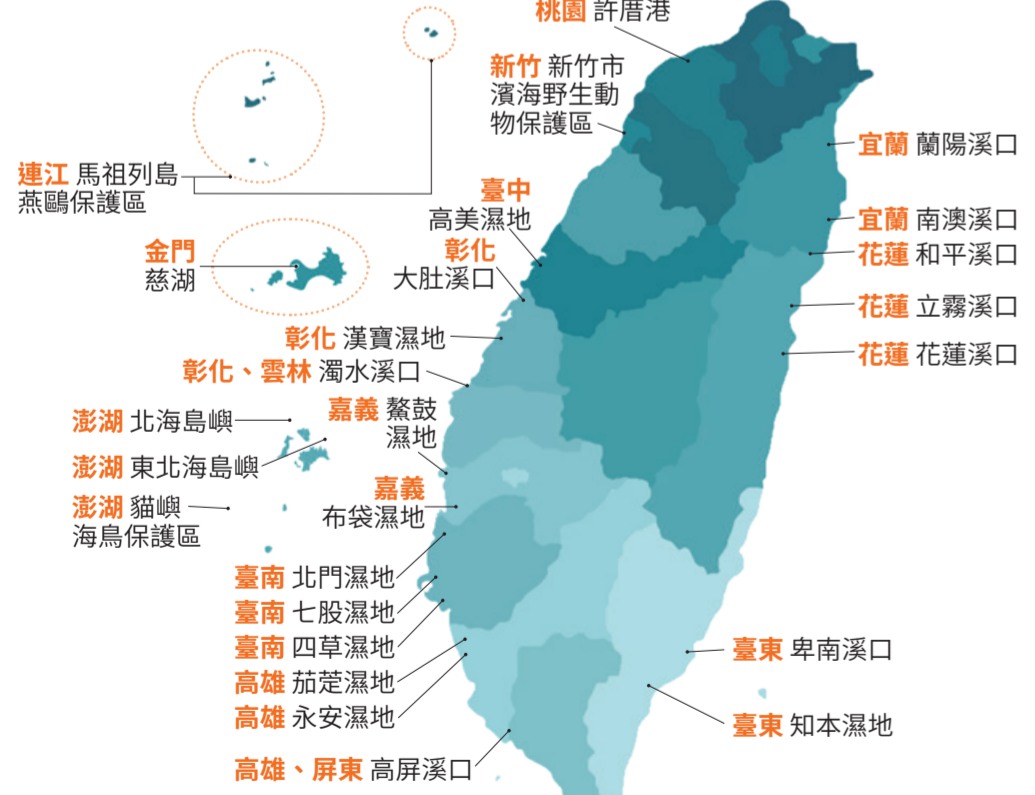 桃園 許厝港
新竹 新竹市
濱海野生動
物保護區
宜蘭 蘭陽溪口
連江 馬祖列島
燕鷗保護區
臺中
高美濕地
宜蘭 南澳溪口
金門
慈湖
彰化
大肚溪口
花蓮 和平溪口
花蓮 立霧溪口
彰化 漢寶濕地
花蓮 花蓮溪口
彰化、雲林 濁水溪口
嘉義 鰲鼓
濕地
澎湖 北海島嶼
澎湖 東北海島嶼
嘉義
布袋濕地
澎湖 貓嶼
海鳥保護區
臺南 北門濕地
臺南 七股濕地
臺南 四草濕地
高雄 茄萣濕地
高雄 永安濕地
高雄、屏東 高屏溪口
臺東 卑南溪口
臺東 知本濕地